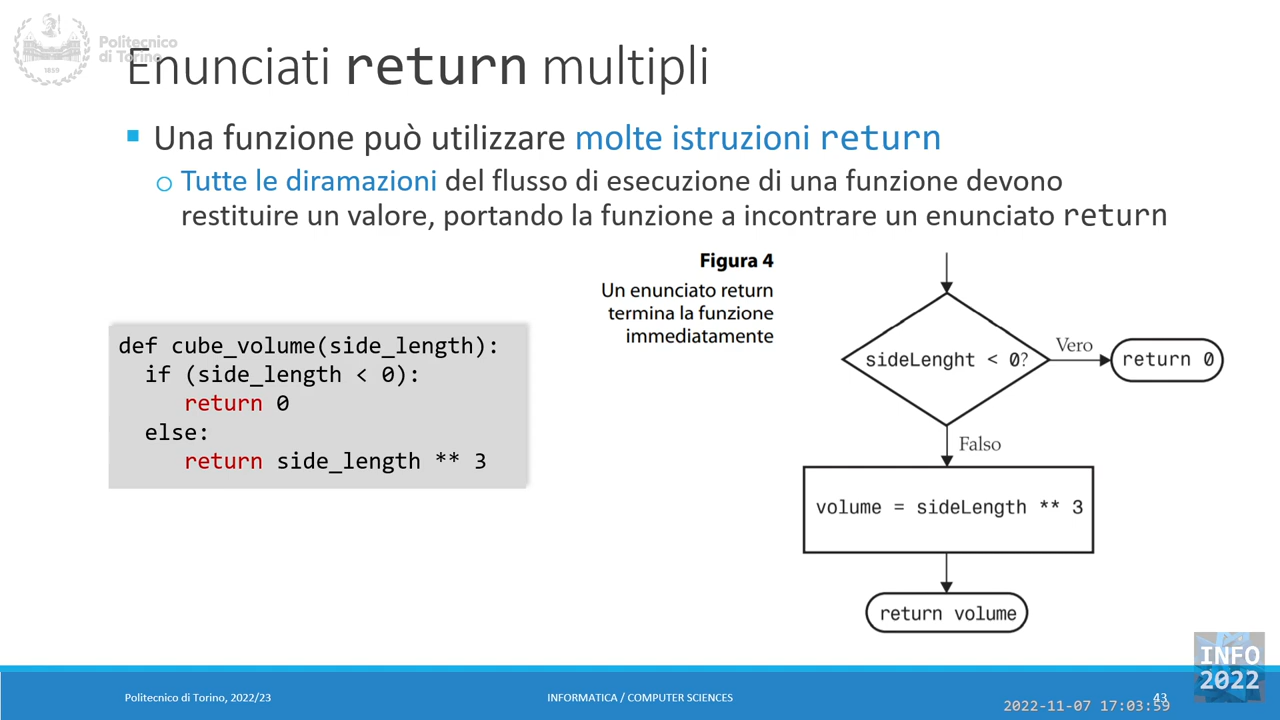 Politecnico
di Torino
1859
Enunciati return multipli
Una funzione può utilizzare molte istruzioni return
Tutte le diramazioni del flusso di esecuzione di una funzione devono
restituire un valore, portando la funzione a incontrare un enunciato return
Figura 4
Un enunciato return
termina la funzione
immediatamente
def cube_volume(side_length):
if (side_length < 0):
return 0
else:
return side_length ** 3
sideLenght < 0?
Vero
return 0
Falso
volume = sideLength ** 3
return volume
INFO
2022
Politecnico di Torino, 2022/23
INFORMATICA / COMPUTER SCIENCES
43
2022-11-07 17:03:59